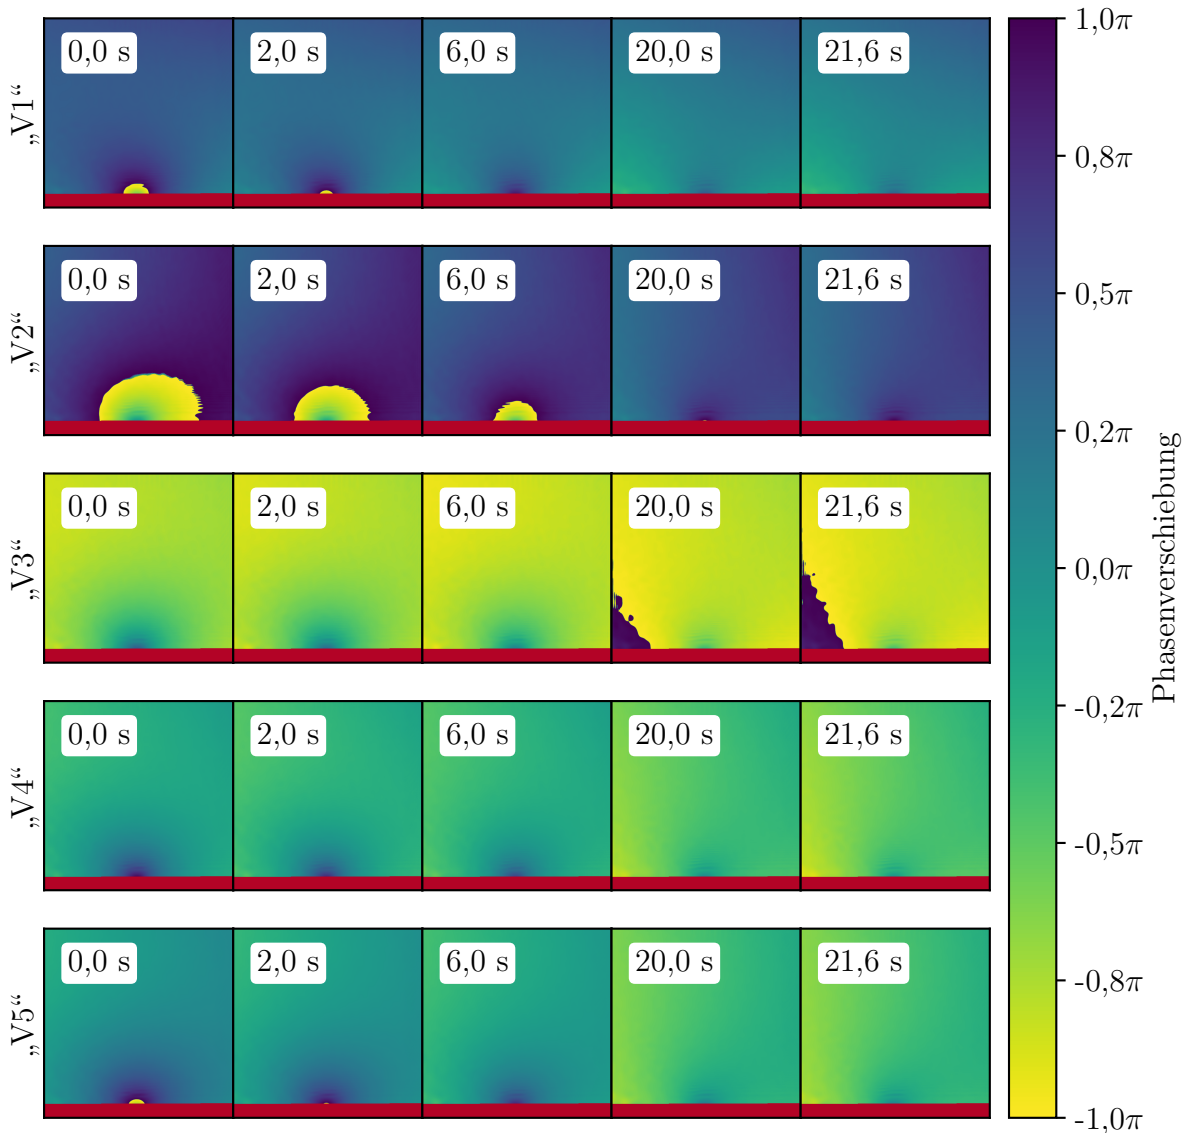 „V1“
0,0 s
2,0 s
6,0 s
20,0 s
21,6 s
„V2“
0,0 s
2,0 s
6,0 s
20,0 s
21,6 s
„V3“
0,0 s
2,0 s
6,0 s
20,0 s
21,6 s
„V4“
0,0 s
2,0 s
6,0 s
20,0 s
21,6 s
„V5“
0,0 s
2,0 s
6,0 s
20,0 s
21,6 s
1,0π
0,8π
0,5π
0,2π
0,0π
-0,2π
-0,5π
-0,8π
-1,0π
Phasenverschiebung